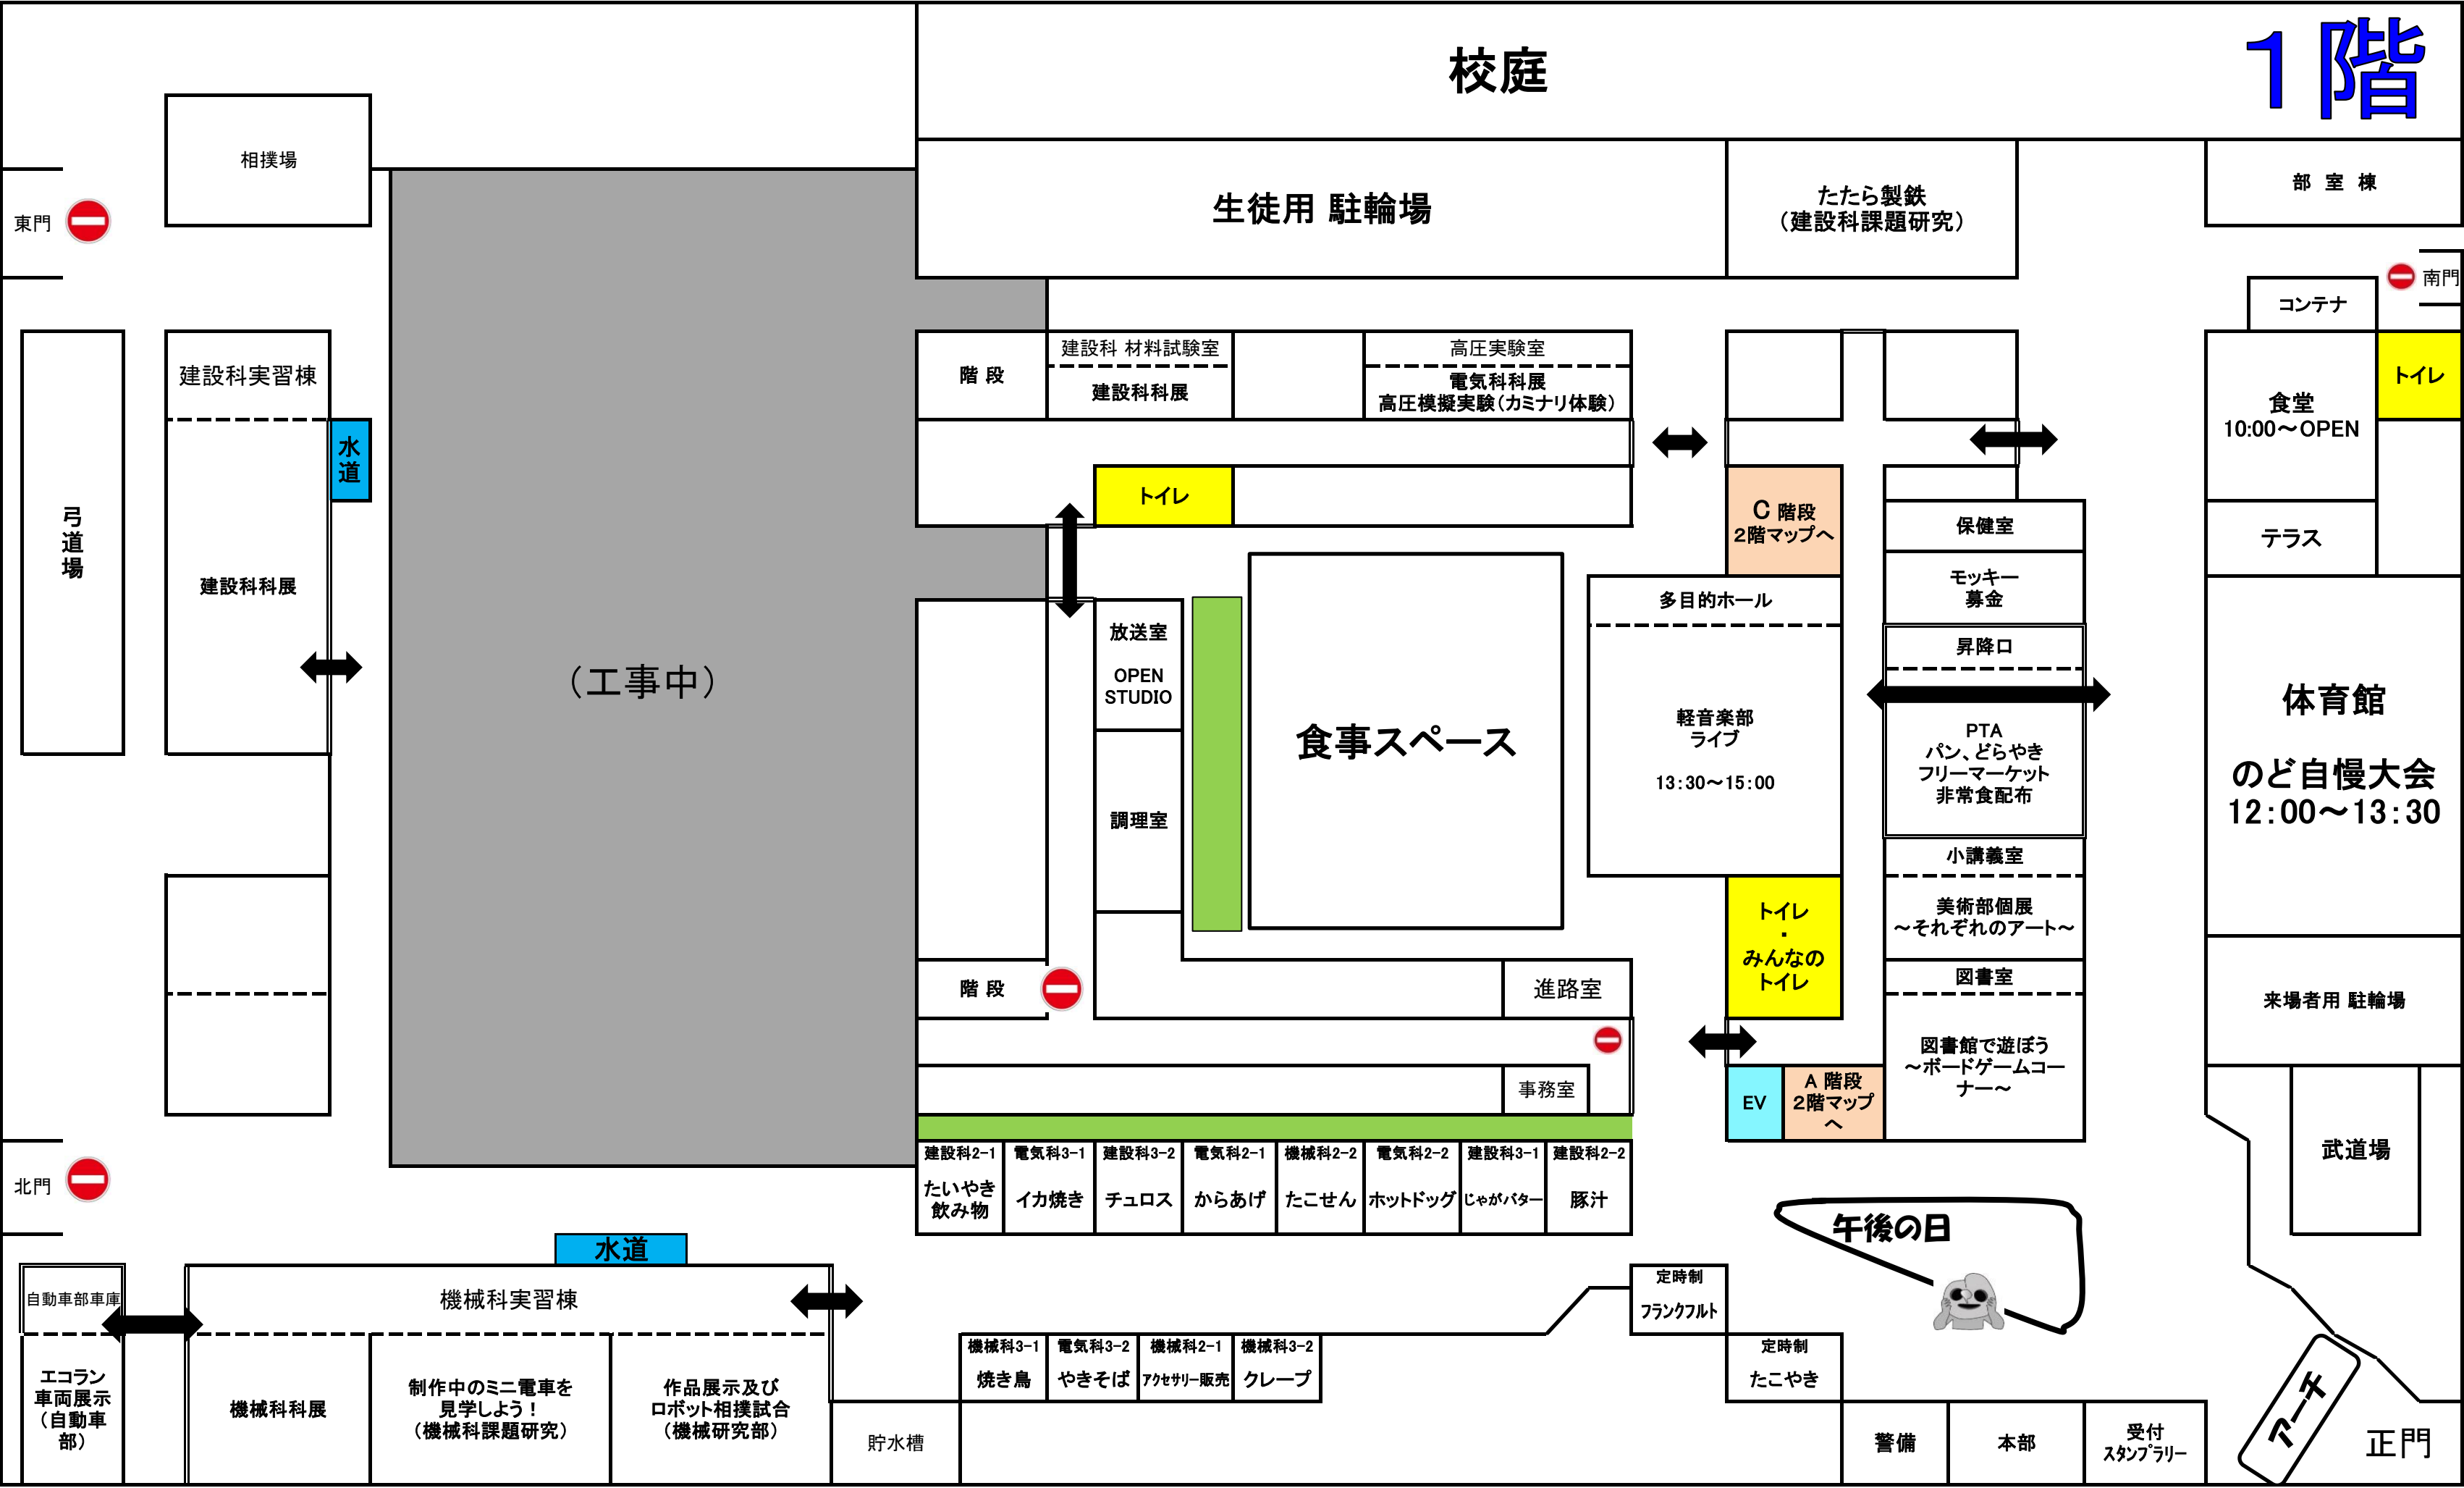 1階
校庭
相撲場
東門
生徒用 駐輪場
たたら製鉄
（建設科課題研究）
部 室 棟
南門
コンテナ
トイレ
食堂
10:00～OPEN
テラス
弓道場
建設科実習棟
水道
建設科科展
（工事中）
階 段
建設科 材料試験室
建設科科展
高圧実験室
電気科科展
高圧模擬実験（カミナリ体験）
トイレ
C 階段
2階マップへ
保健室
モッキー
募金
昇降口
PTA
パン、どらやき
フリーマーケット
非常食配布
小講義室
美術部個展
～それぞれのアート～
図書室
図書館で遊ぼう
～ボードゲームコー
ナー～
放送室
OPEN
STUDIO
調理室
食事スペース
多目的ホール
軽音楽部
ライブ
13：30～15：00
トイレ
・
みんなの
トイレ
体育館
のど自慢大会
12：00～13：30
来場者用 駐輪場
武道場
階 段
進路室
事務室
EV
A 階段
2階マップ
へ
北門
建設科2-1
たいやき
飲み物
電気科3-1
イカ焼き
建設科3-2
チュロス
電気科2-1
からあげ
機械科2-2
たこせん
電気科2-2
ホットドッグ
建設科3-1
じゃがバター
建設科2-2
豚汁
午後の日
水道
自動車部車庫
エコラン
車両展示
（自動車
部）
機械科実習棟
機械科科展
制作中のミニ電車を
見学しよう！
（機械科課題研究）
作品展示及び
ロボット相撲試合
（機械研究部）
貯水槽
機械科3-1
焼き鳥
電気科3-2
やきそば
機械科2-1
アクセサリー販売
機械科3-2
クレープ
定時制
フランクフルト
定時制
たこやき
警備
本部
受付
スタンプラリー
アーチ
正門